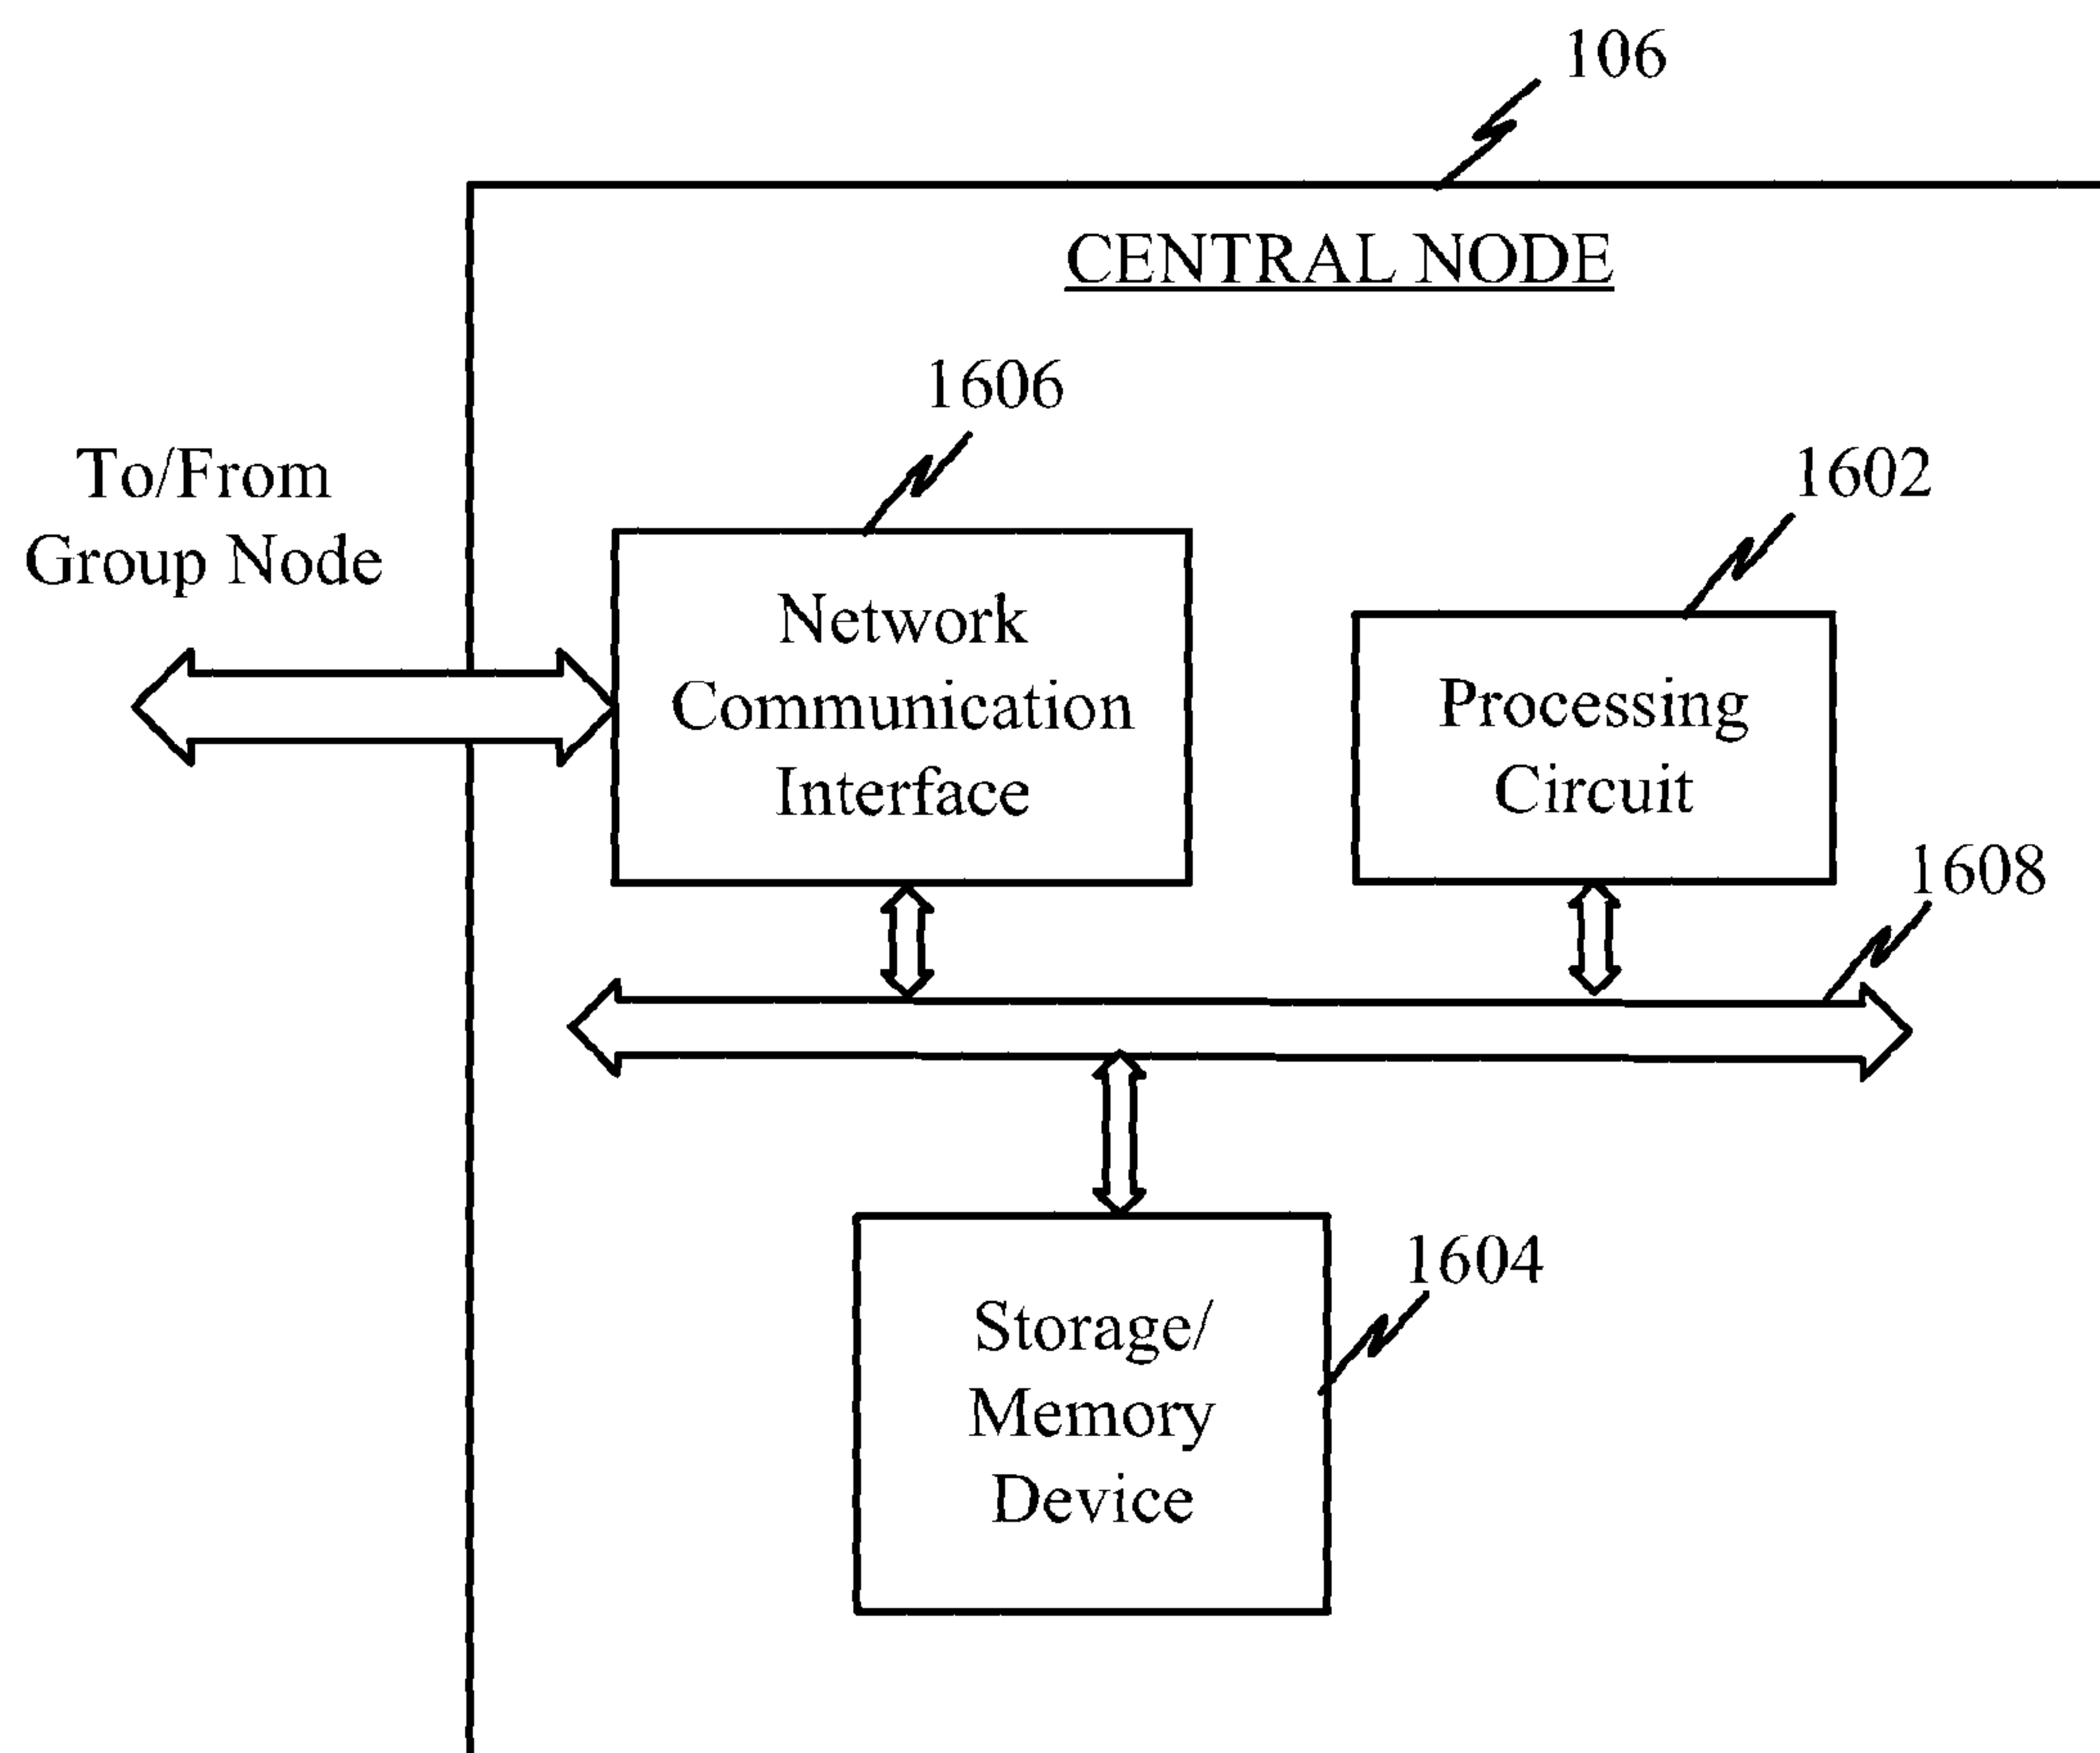 106
CENTRAL NODE
1606
To/From
Group Node
1602
Network
Communication
Interface
Processing
Circuit
1608
1604
Storage/
Memory
Device